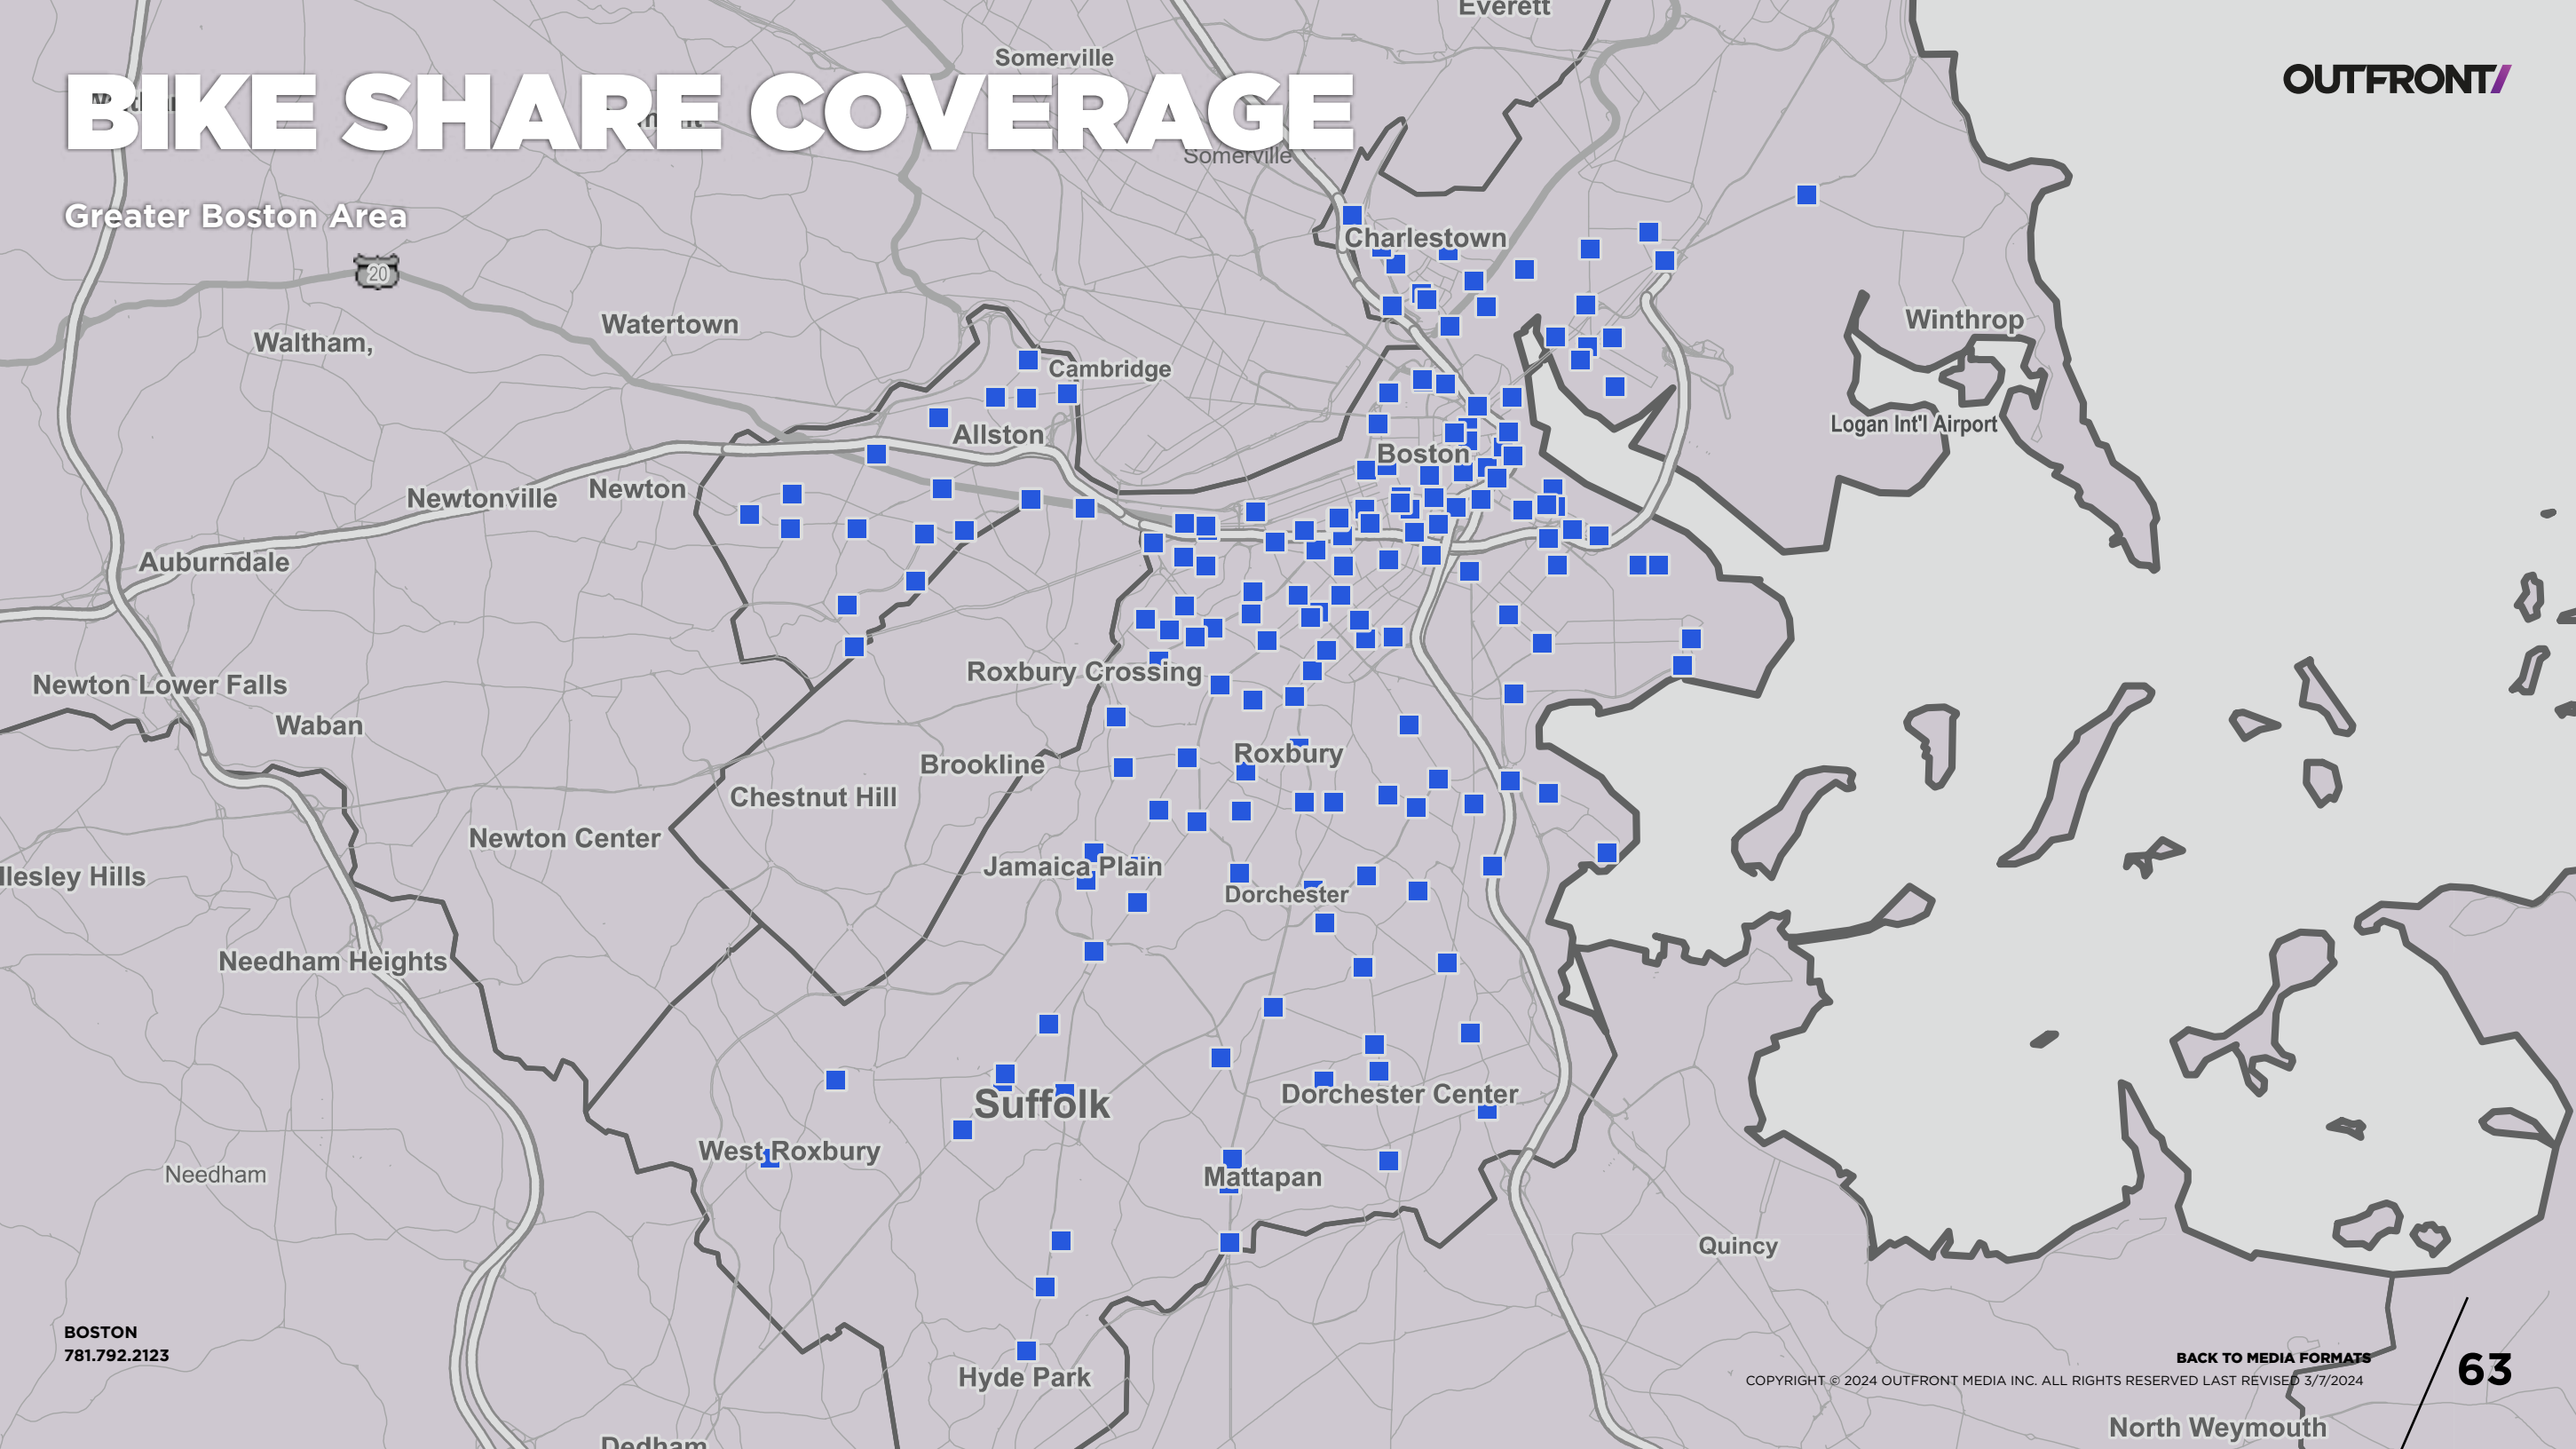 Everett
Somerville
OUTFRONT/
BIKE SHARE COVERAGE
Somerville
Greater Boston Area
Charlestown
20
Winthrop
Watertown
Waltham,
Cambridge
Logan Int'l Airport
Allston
Boston
Newton
Newtonville
Auburndale
Roxbury Crossing
Newton Lower Falls
Waban
Roxbury
Brookline
Chestnut Hill
Newton Center
Jamaica Plain
llesley Hills
Dorchester
Needham Heights
Dorchester Center
Suffolk
West Roxbury
Needham
Mattapan
Quincy
BOSTON
781.792.2123
BACK TO MEDIA FORMATS
63
COPYRIGHT © 2024 OUTFRONT MEDIA INC. ALL RIGHTS RESERVED LAST REVISED 3/7/2024
Hyde Park
North Weymouth
Dedham